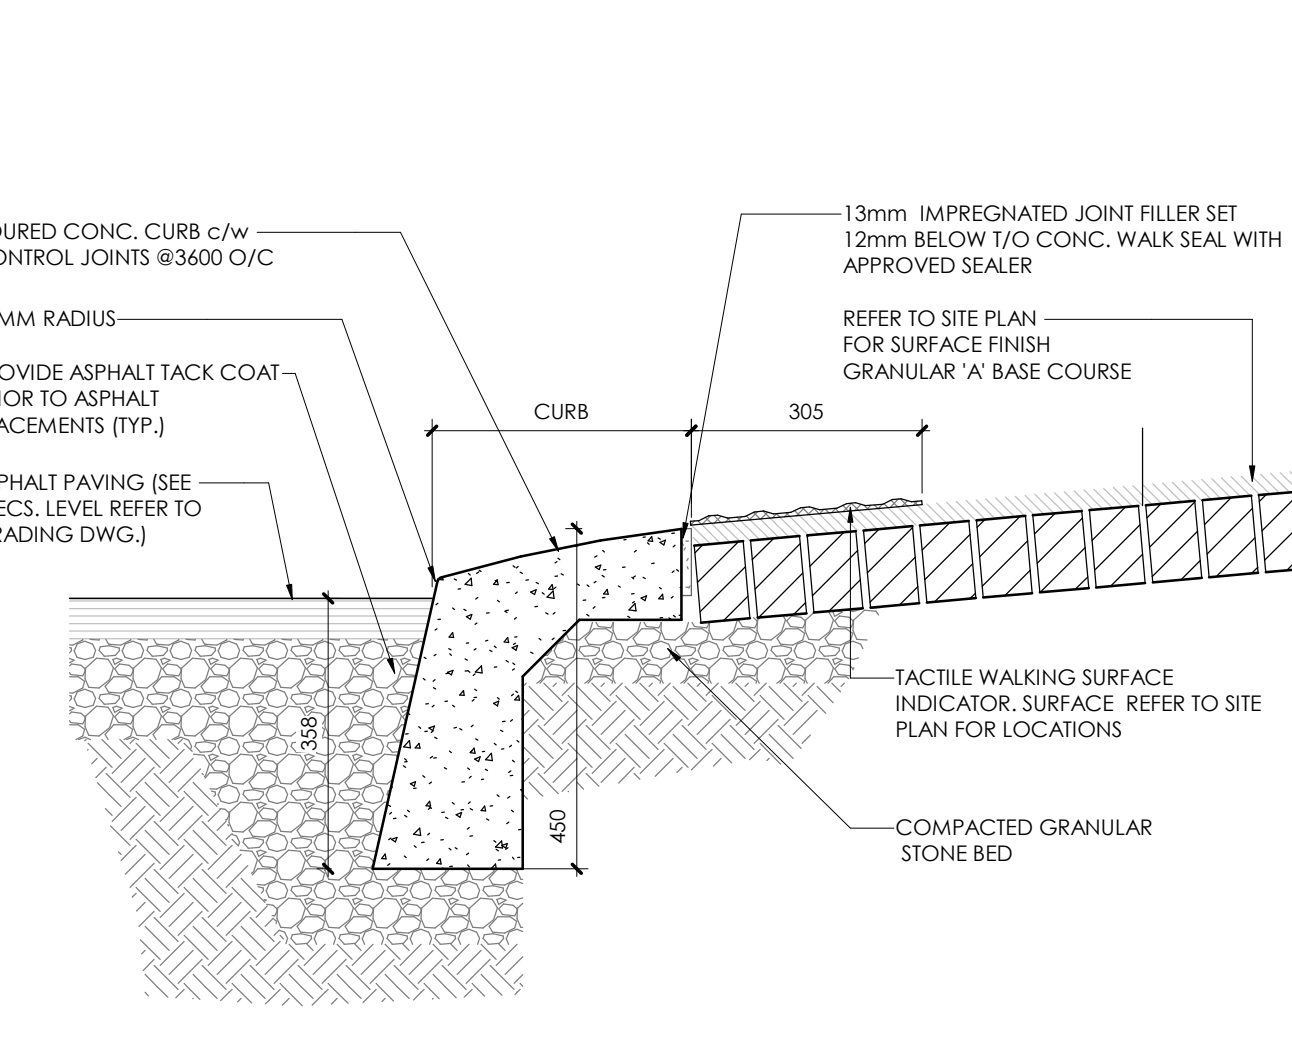 OURED CONC. CURB c/w
ONTROL JOINTS @3600 O/C
MM RADIUS
OVIDE ASPHALT TACK COAT
IOR TO ASPHALT
ACEMENTS (TYP.)
PHALT PAVING (SEE
ECS. LEVEL REFER TO
RADING DWG.)
13mm IMPREGNATED JOINT FILLER SET
12mm BELOW T/O CONC. WALK SEAL WITH
APPROVED SEALER
REFER TO SITE PLAN
FOR SURFACE FINISH
GRANULAR 'A' BASE COURSE
CURB
305
358
450
TACTILE WALKING SURFACE
INDICATOR. SURFACE REFER TO SITE
PLAN FOR LOCATIONS
COMPACTED GRANULAR
STONE BED